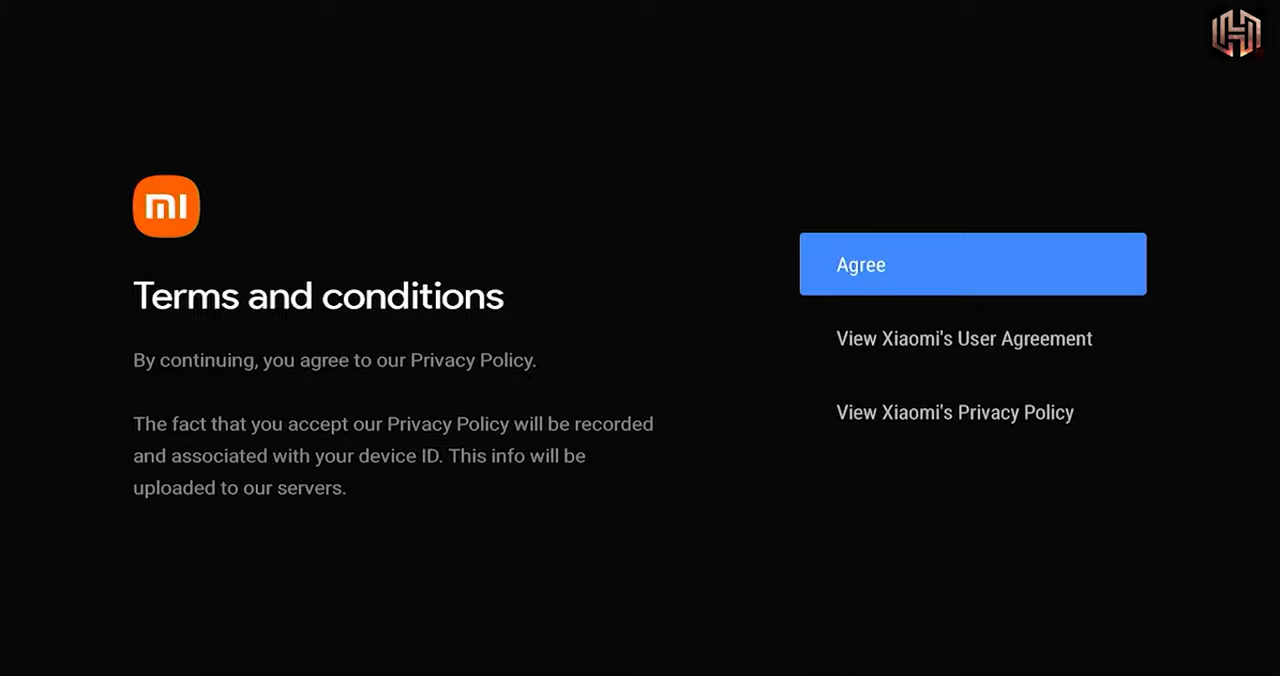 mi
Terms and conditions
By continuing, you agree to our Privacy Policy.
The fact that you accept our Privacy Policy will be recorded
and associated with your device ID. This info will be
uploaded to our servers.
Agree
View Xiaomi's User Agreement
View Xiaomi's Privacy Policy